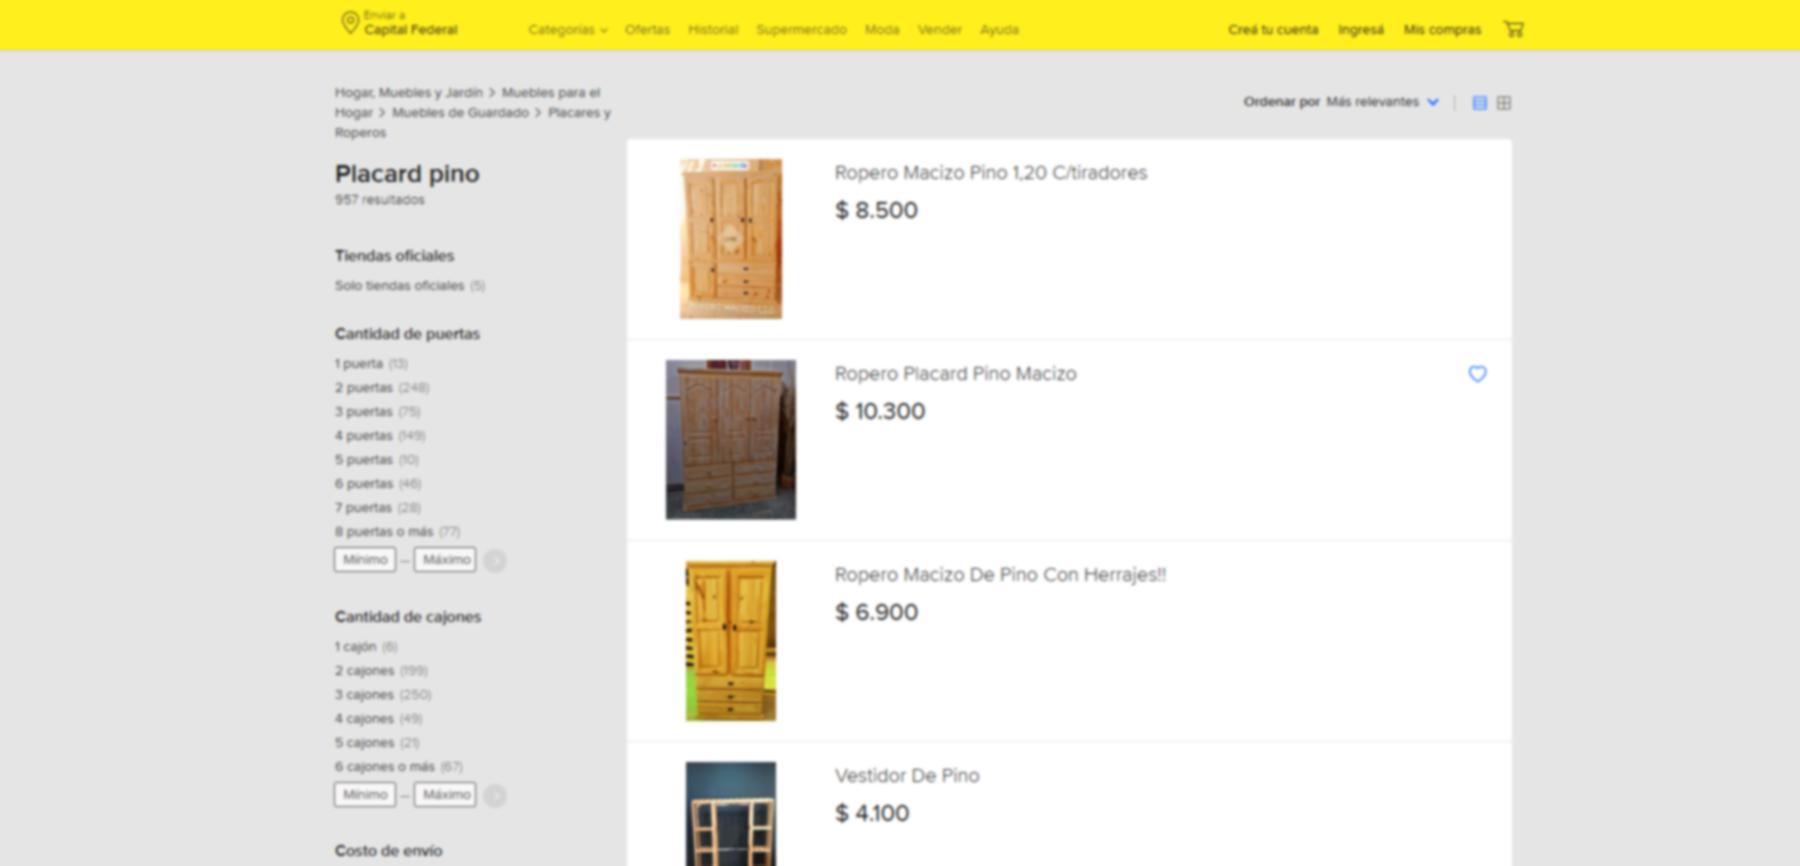 Enviar a
Capital Federal
Categorías Ofertas Historial Supermercado Moda Vender Ayuda
Creá tu cuenta Ingresá Mis compras
Hogar, Muebles y Jardín > Muebles para el
Hogar > Muebles de Guardado > Placares y
Roperos
Placard pino
957 resultados
Tiendas oficiales
Solo tiendas oficiales (5)
Cantidad de puertas
1 puerta (13)
2 puertas (248)
3 puertas (75)
4 puertas (149)
5 puertas (10)
6 puertas (46)
7 puertas (28)
8 puertas o más (77)
Mínimo – Máximo
Cantidad de cajones
1 cajón (6)
2 cajones (199)
3 cajones (250)
4 cajones (49)
5 cajones (21)
6 cajones o más (67)
Mínimo – Máximo
Costo de envío
Ordenar por Más relevantes
Ropero Macizo Pino 1,20 C/tiradores
$ 8.500
Ropero Placard Pino Macizo
$ 10.300
Ropero Macizo De Pino Con Herrajes!!
$ 6.900
Vestidor De Pino
$ 4.100